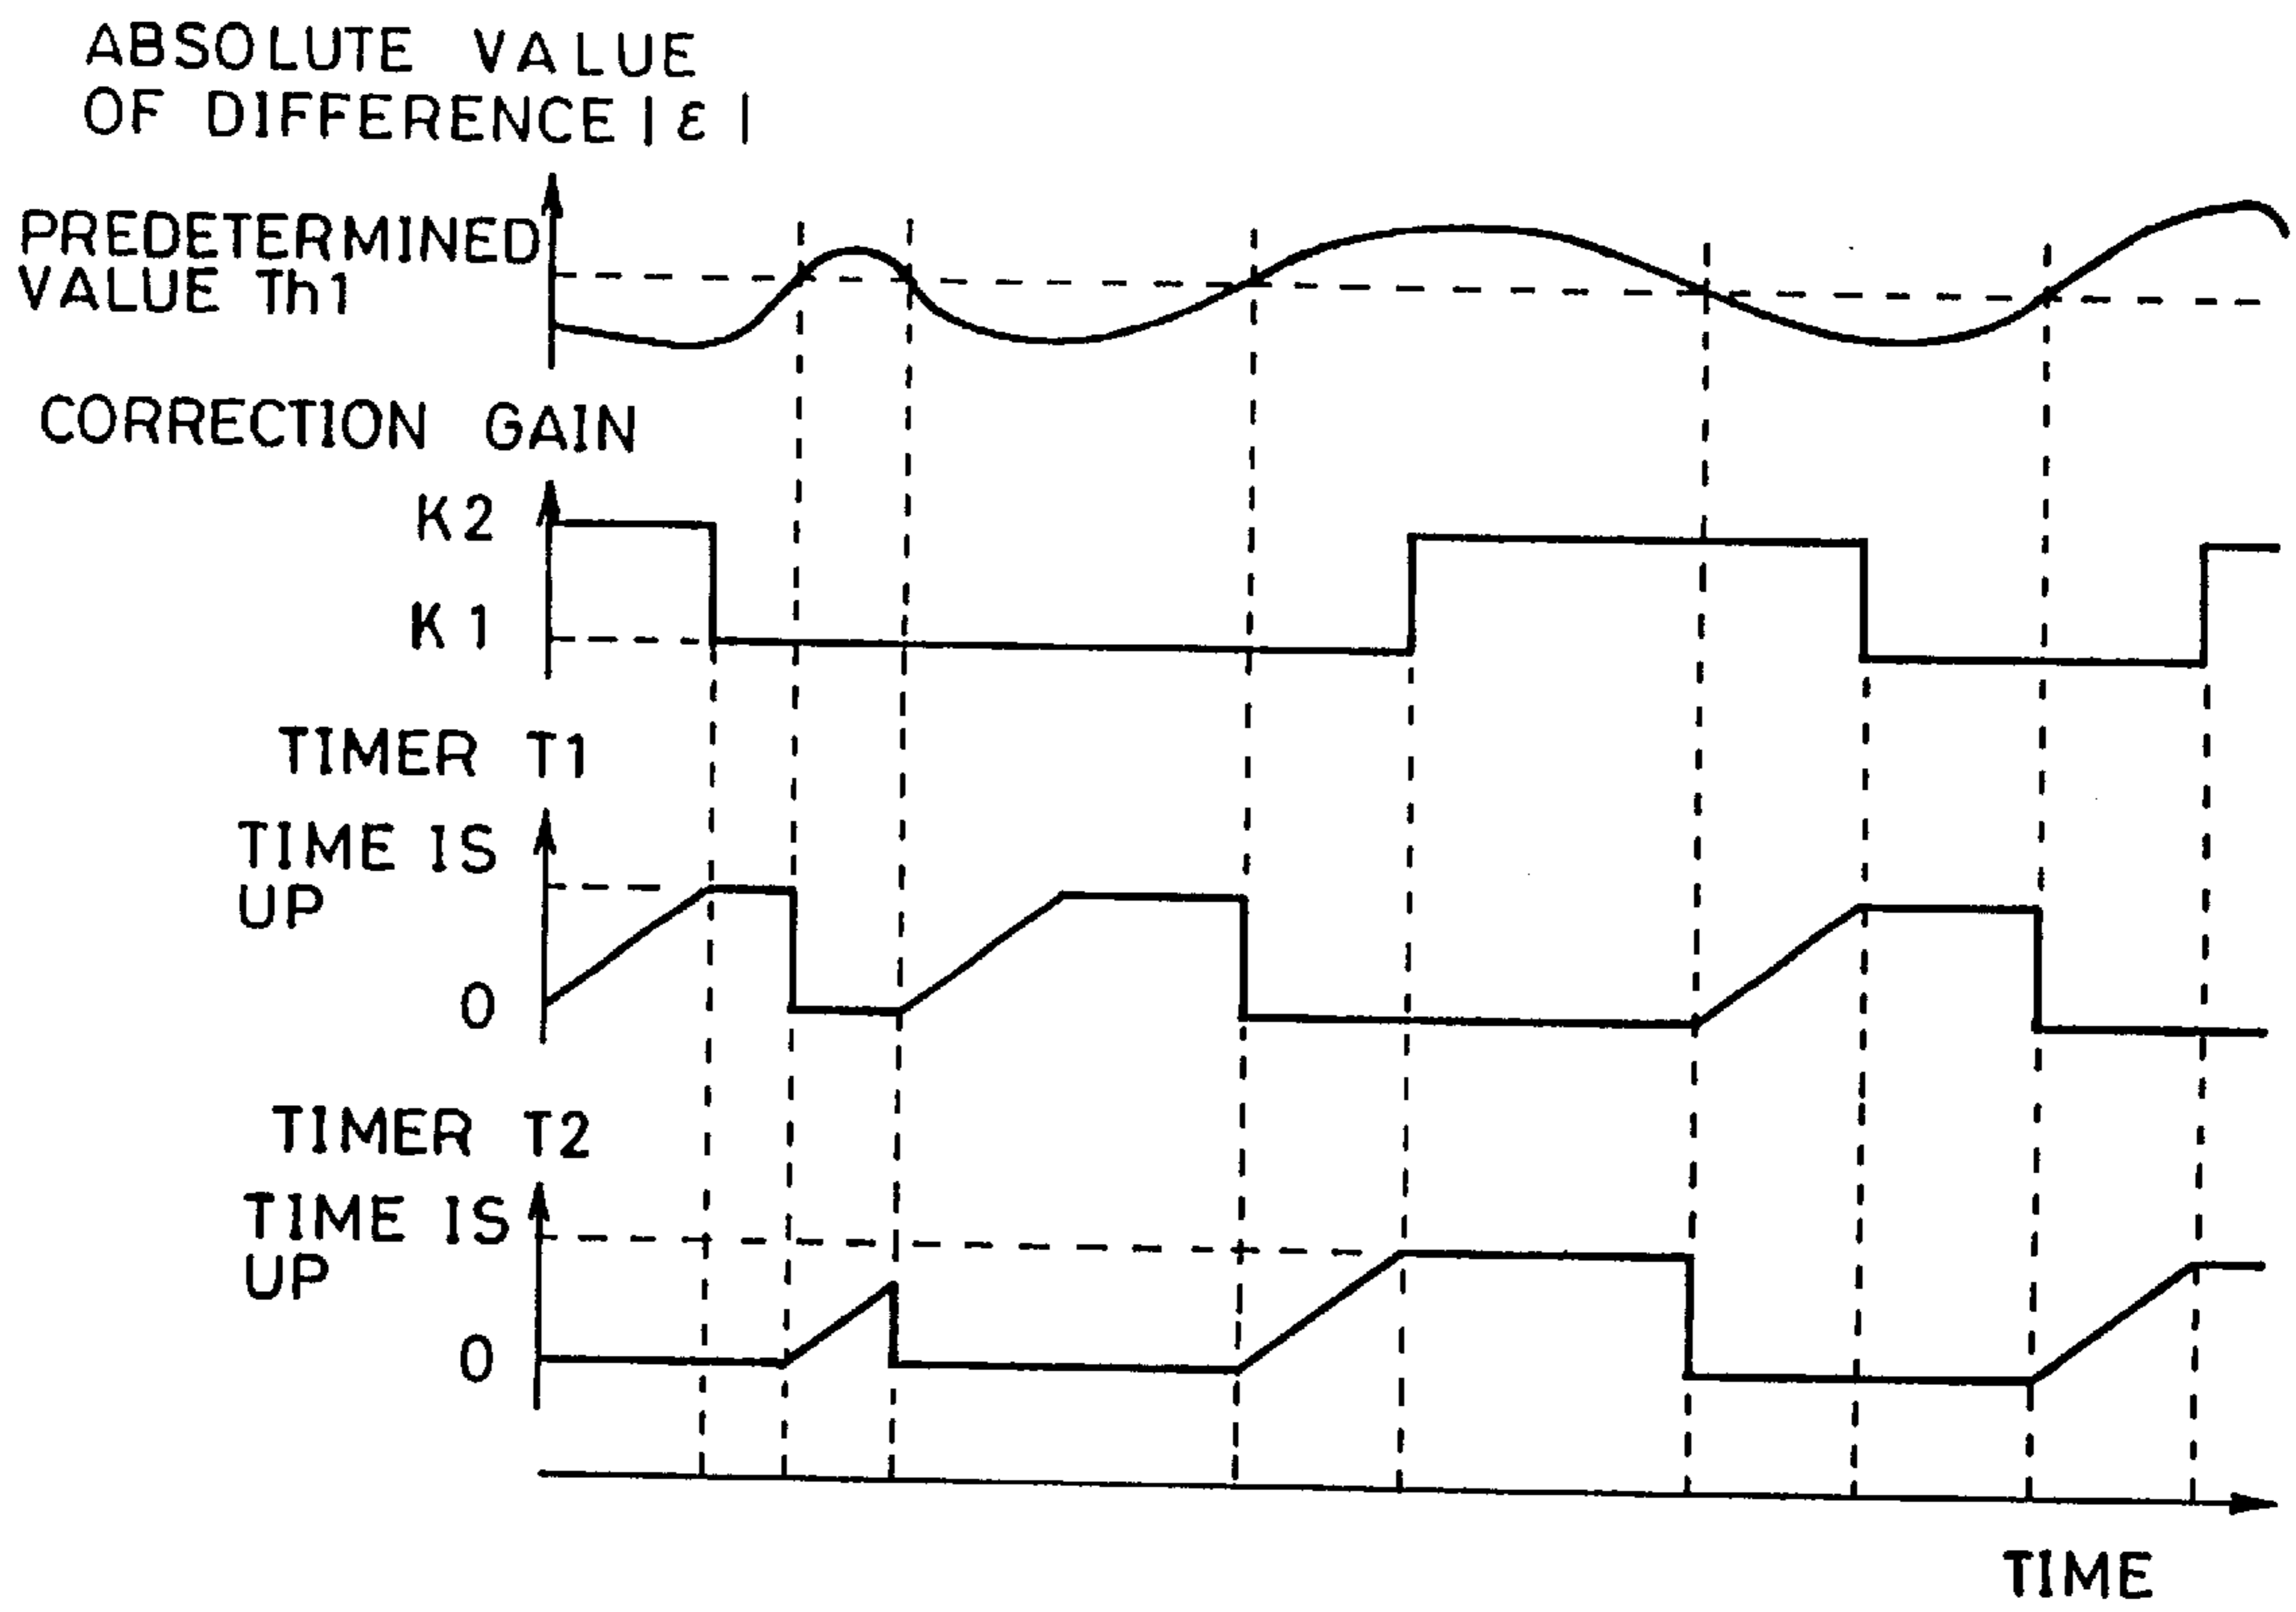 ABSOLUTE VALUE
OF DIFFERENCE | ε |
PREDETERMINED
VALUE Th1
CORRECTION GAIN
K2
K1
TIMER T1
TIME IS
UP
0
TIMER T2
TIME IS
UP
0
TIME